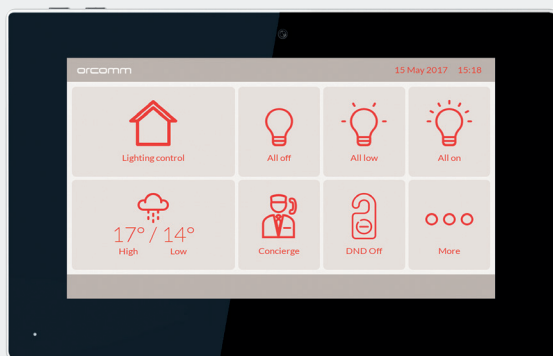 orcomm
15 May 2017 15:18
Lighting control
All off
All low
All on
17° / 14°
High Low
Concierge
DND Off
More